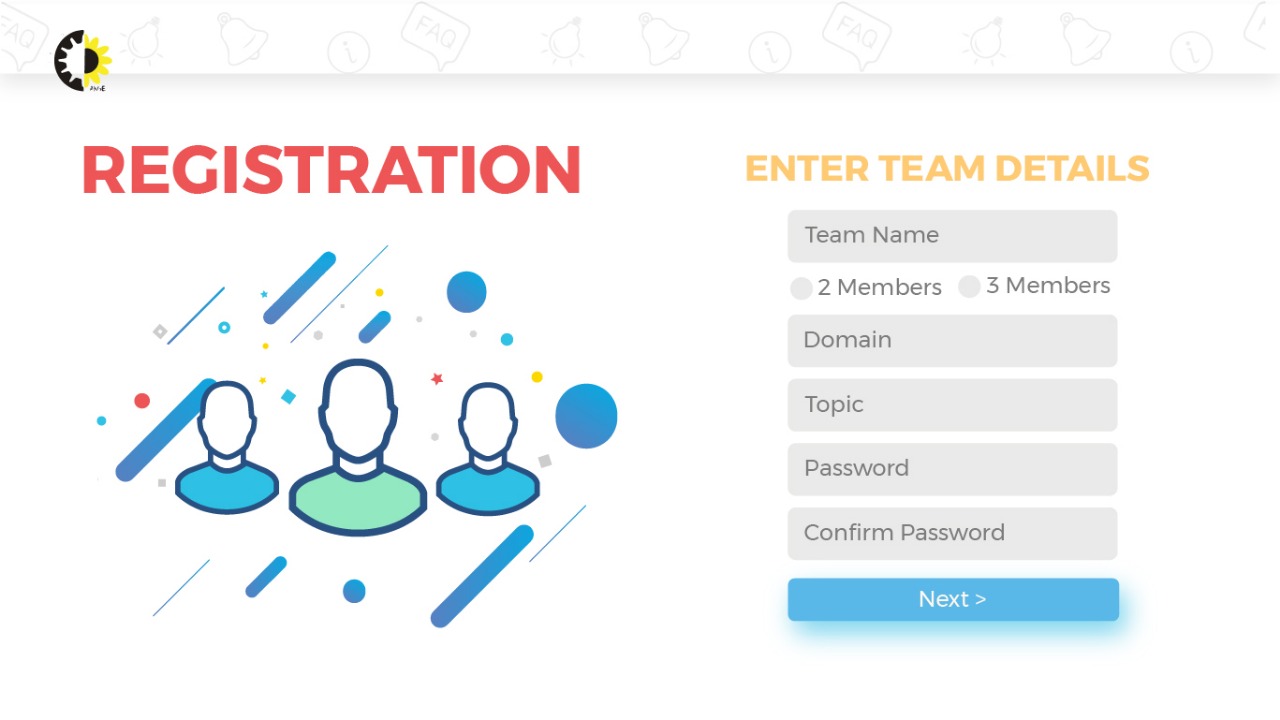 FAQ
FAQ
FAQ
REGISTRATION
ENTER TEAM DETAILS
Team Name
2 Members
3 Members
Domain
Topic
Password
Confirm Password
Next >